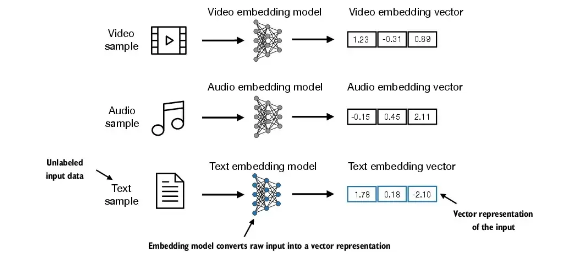 Video embedding model
Video embedding vector
Video
sample
1.23 -0.31 0.89
Audio embedding model
Audio embedding vector
Audio
sample
-0.15 0.45 2.11
Unlabeled
input data
Text embedding model
Text embedding vector
Text
sample
1.78 0.18 -2.10
Vector representation
of the input
Embedding model converts raw input into a vector representation